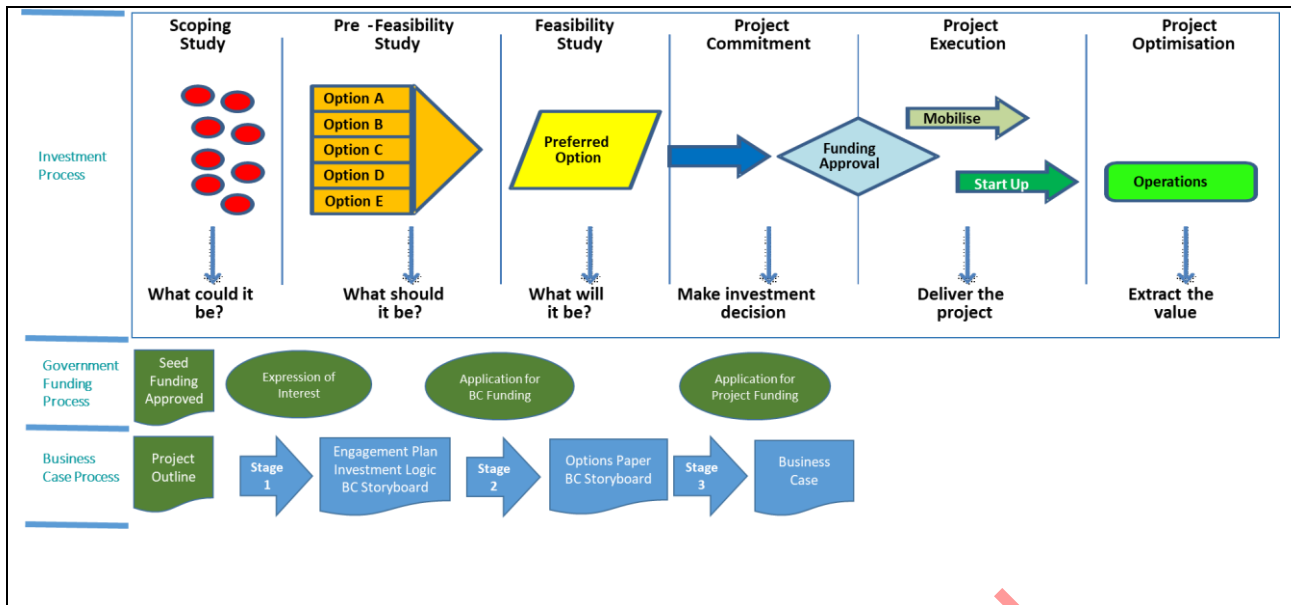 Scoping
Study
Pre -Feasibility
Study
Feasibility
Study
Project
Commitment
Project
Execution
Project
Optimisation
Investment
Process
Option A
Option B
Option C
Option D
Option E
Preferred
Option
Funding
Approval
Mobilise
Start Up
Operations
What could it
be?
What should
it be?
What will
it be?
Make investment
decision
Deliver the
project
Extract the
value
Government
Funding
Process
Seed
Funding
Approved
Expression of
Interest
Application for
BC Funding
Application for
Project Funding
Business
Case Process
Project
Outline
Stage
1
Engagement Plan
Investment Logic
BC Storyboard
Stage
2
Options Paper
BC Storyboard
Stage
3
Business
Case